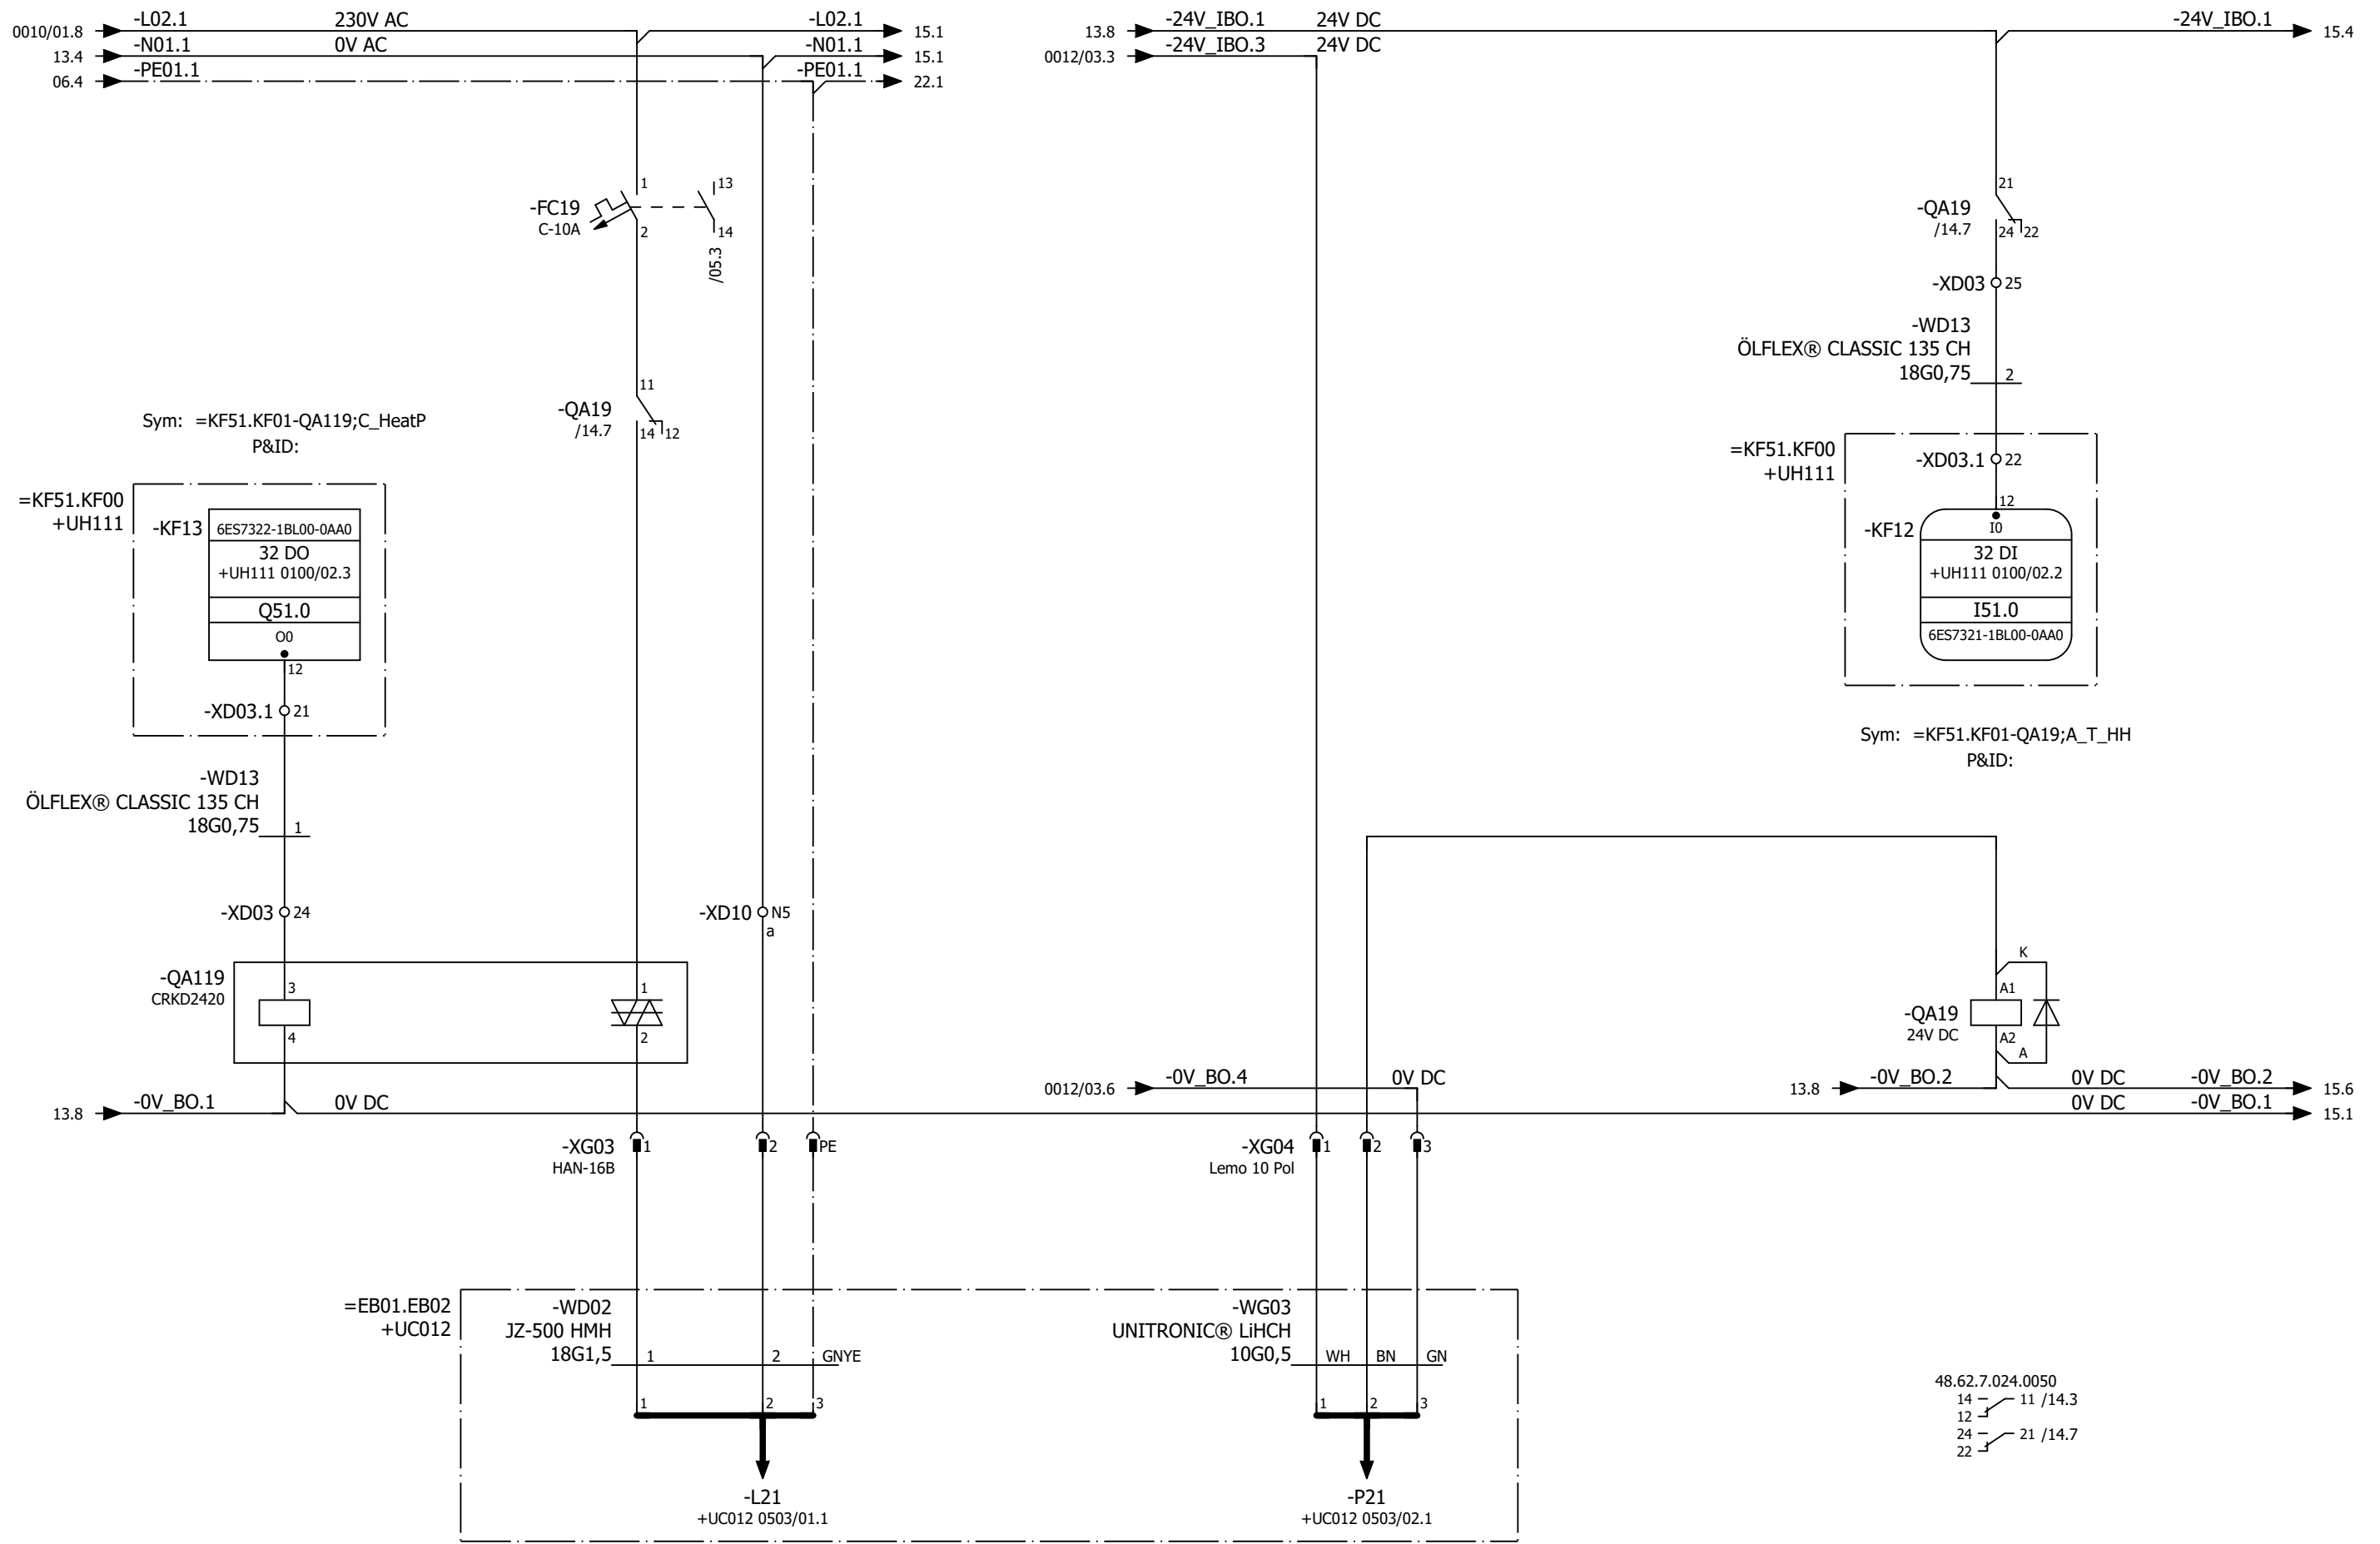 -L02.1 230V AC -L02.1
0010/01.8 15.1
-N01.1 0V AC -N01.1
13.4 15.1
-PE01.1 -PE01.1
06.4 22.1
-24V_IBO.1 24V DC -24V_IBO.1
13.8 15.4
-24V_IBO.3 24V DC
0012/03.3
1 13
-FC19
C-10A
2 14
/05.3
11
-QA19
/14.7
14 12
21
-QA19
/14.7
24 22
-XD03 25
-WD13
ÖLFLEX® CLASSIC 135 CH
18G0,75 2
=KF51.KF00
+UH111
-XD03.1 22
12
-KF12
I0
32 DI
+UH111 0100/02.2
I51.0
6ES7321-1BL00-0AA0
Sym: =KF51.KF01-QA19;A_T_HH
P&ID:
Sym: =KF51.KF01-QA119;C_HeatP
P&ID:
=KF51.KF00
+UH111
-KF13
6ES7322-1BL00-0AA0
32 DO
+UH111 0100/02.3
Q51.0
O0
12
-XD03.1 21
-WD13
ÖLFLEX® CLASSIC 135 CH
18G0,75 1
-XD03 24
-XD10 N5
a
-QA119
CRKD2420
3 1
4 2
K
A1
-QA19
24V DC
A2
A
-0V_BO.4 0V DC
0012/03.6
-0V_BO.2 0V DC -0V_BO.2
13.8 15.6
-0V_BO.1 0V DC 0V DC -0V_BO.1
13.8 15.1
-XG03 1 2 PE
HAN-16B
-XG04 1 2 3
Lemo 10 Pol
=EB01.EB02
+UC012
-WD02
JZ-500 HMH
18G1,5 1 2 GNYE
1 2 3
-L21
+UC012 0503/01.1
-WG03
UNITRONIC® LiHCH
10G0,5 WH BN GN
1 2 3
-P21
+UC012 0503/02.1
48.62.7.024.0050
14 11 /14.3
12
24 21 /14.7
22